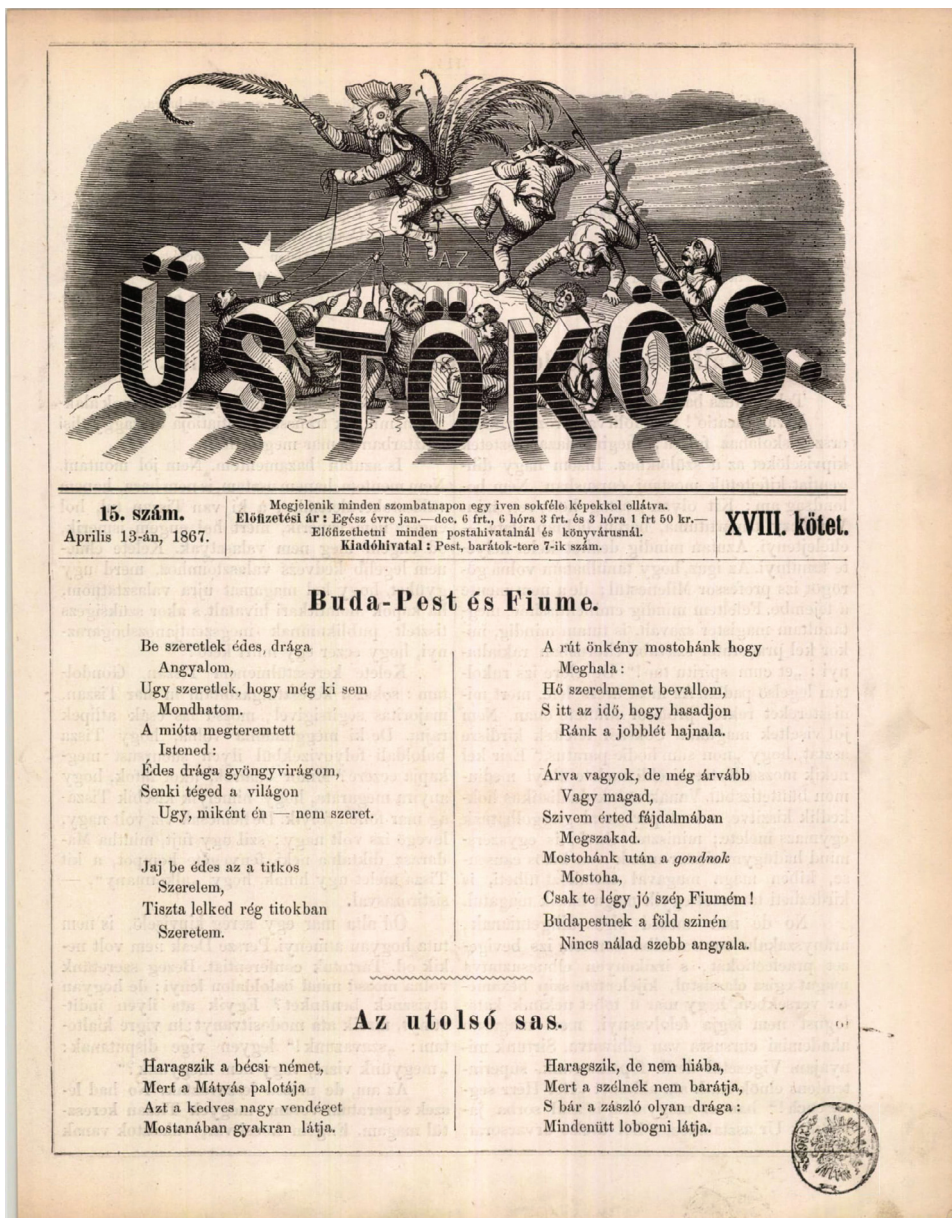 AZ
ÜSTÖKÖS.
15. szám.
Aprilis 13-án, 1867.
Megjelenik minden szombatnapon egy iven sokféle képekkel ellátva.
Előfizetési ár : Egész évre jan.—dec. 6 frt., 6 hóra 3 frt. és 3 hóra 1 frt 50 kr.—
Előfizethetni minden postahivatalnál és könyvárusnál.
Kiadóhivatal : Pest, barátok-tere 7-ik szám.
XVIII. kötet.
Buda-Pest és Fiume.
Be szeretlek édes, drága
Angyalom,
Ugy szeretlek, hogy még ki sem
Mondhatom.
A mióta megteremtett
Istened :
Édes drága gyöngyvirágom,
Senki téged a világon
Ugy, miként én — nem szeret.
Jaj be édes az a titkos
Szerelem,
Tiszta lelked rég titokban
Szeretem.
A rút önkény mostohánk hogy
Meghala :
Hő szerelmemet bevallom,
S itt az idő, hogy hasadjon
Ránk a jobblét hajnala.
Árva vagyok, de még árvább
Vagy magad,
Szivem érted fájdalmában
Megszakad.
Mostohánk után a gondnok
Mostoha,
Csak te légy jó szép Fiumém !
Budapestnek a föld szinén
Nincs nálad szebb angyala.
Az utolsó sas.
Haragszik a bécsi német,
Mert a Mátyás palotája
Azt a kedves nagy vendéget
Mostanában gyakran látja.
Haragszik, de nem hiába,
Mert a szélnek nem barátja,
S bár a zászló olyan drága :
Mindenütt lobogni látja.